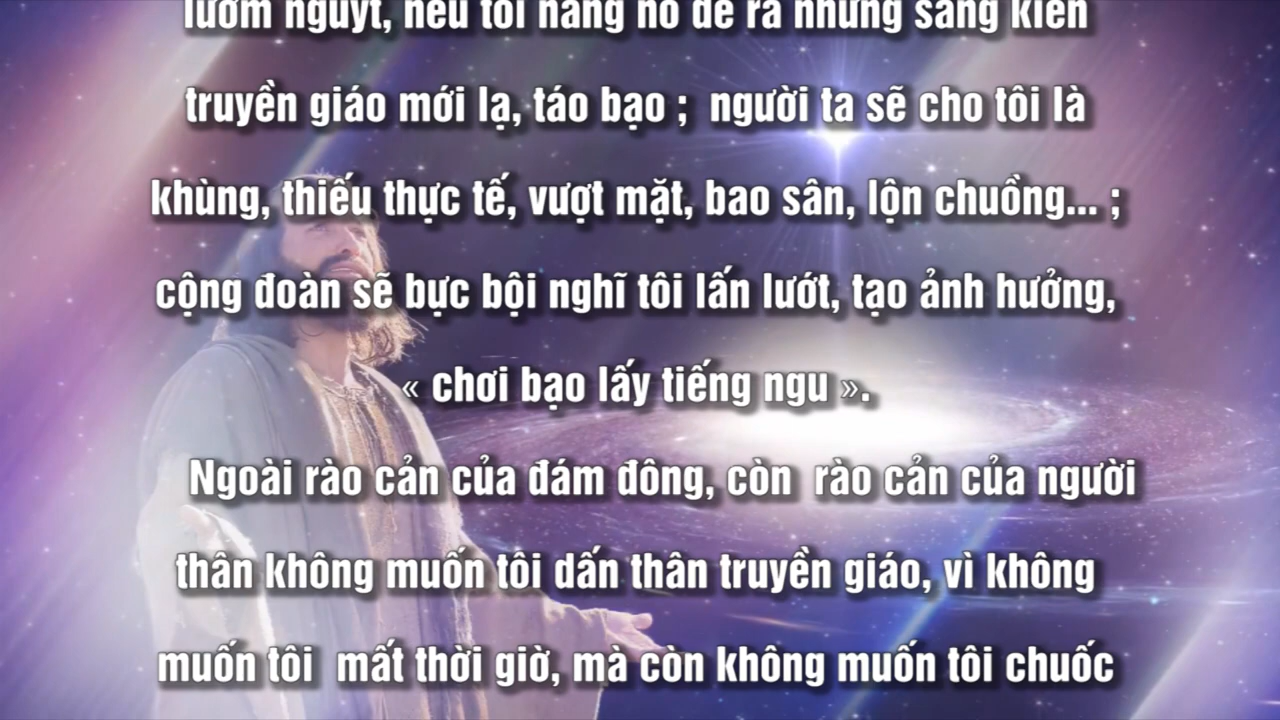 lườm nguýt, nếu tôi năng nổ đề ra những sáng kiến
truyền giáo mới lạ, táo bạo ; người ta sẽ cho tôi là
khùng, thiếu thực tế, vượt mặt, bao sân, lộn chuồng... ;
cộng đoàn sẽ bực bội nghĩ tôi lấn lướt, tạo ảnh hưởng,
« chơi bạo lấy tiếng ngu ».
Ngoài rào cản của đám đông, còn rào cản của người
thân không muốn tôi dấn thân truyền giáo, vì không
muốn tôi mất thời giờ, mà còn không muốn tôi chuốc